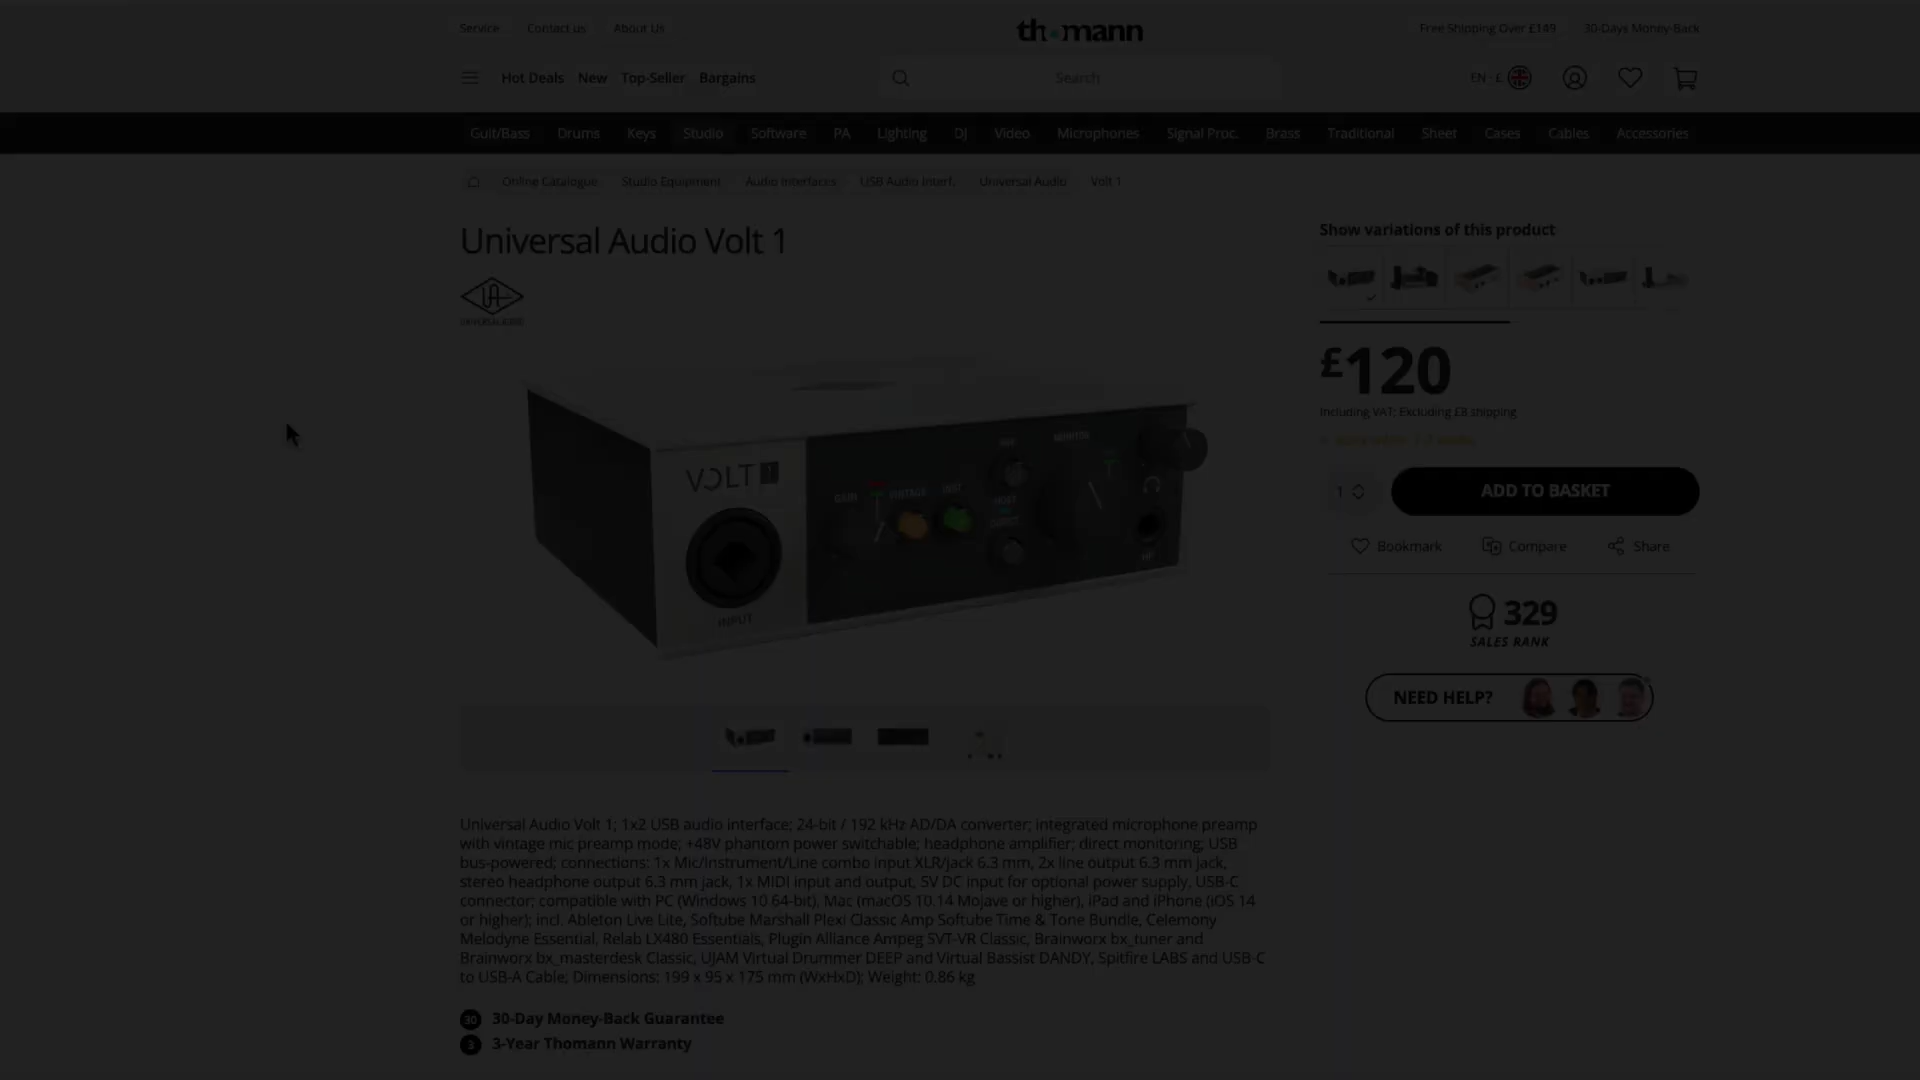 Service Contact us About Us
thomann
Free Shipping Over £149 30-Days Money-Back
Hot Deals New Top-Seller Bargains
Search
EN · £
Guit/Bass Drums Keys Studio Software PA Lighting DJ Video Microphones Signal Proc. Brass Traditional Sheet Cases Cables Accessories
Online Catalogue Studio Equipment Audio Interfaces USB Audio Interf. Universal Audio Volt 1
Universal Audio Volt 1
UNIVERSAL AUDIO
VOLT 1
GAIN
VINTAGE
INST
48V
MONITOR
DIRECT
INPUT
HP
Show variations of this product
£120
Including VAT; Excluding £8 shipping
1
ADD TO BASKET
Bookmark Compare Share
329
SALES RANK
NEED HELP?
Universal Audio Volt 1; 1x2 USB audio interface; 24-bit / 192 kHz AD/DA converter; integrated microphone preamp
with vintage mic preamp mode; +48V phantom power switchable; headphone amplifier; direct monitoring; USB
bus-powered; connections: 1x Mic/Instrument/Line combo input XLR/jack 6.3 mm, 2x line output 6.3 mm jack,
stereo headphone output 6.3 mm jack, 1x MIDI input and output, 5V DC input for optional power supply, USB-C
connector; compatible with PC (Windows 10 64-bit), Mac (macOS 10.14 Mojave or higher), iPad and iPhone (iOS 14
or higher); incl. Ableton Live Lite, Softube Marshall Plexi Classic Amp Softube Time & Tone Bundle, Celemony
Melodyne Essential, Relab LX480 Essentials, Plugin Alliance Ampeg SVT-VR Classic, Brainworx bx_tuner and
Brainworx bx_masterdesk Classic, UJAM Virtual Drummer DEEP and Virtual Bassist DANDY, Spitfire LABS and USB-C
to USB-A Cable; Dimensions: 199 x 95 x 175 mm (WxHxD); Weight: 0.86 kg
30 30-Day Money-Back Guarantee
3 3-Year Thomann Warranty